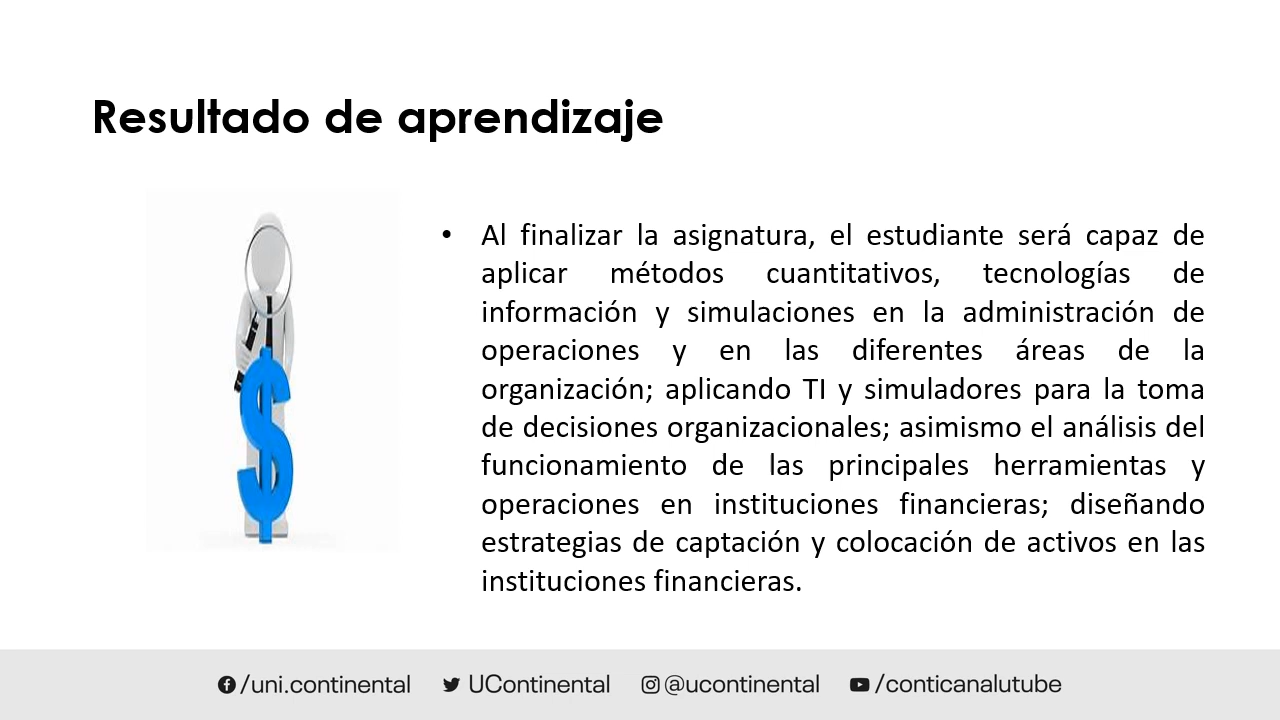 Resultado de aprendizaje
• Al finalizar la asignatura, el estudiante será capaz de
aplicar métodos cuantitativos, tecnologías de
información y simulaciones en la administración de
operaciones y en las diferentes áreas de la
organización; aplicando TI y simuladores para la toma
de decisiones organizacionales; asimismo el análisis del
funcionamiento de las principales herramientas y
operaciones en instituciones financieras; diseñando
estrategias de captación y colocación de activos en las
instituciones financieras.
/uni.continental UContinental @ucontinental /conticanalutube